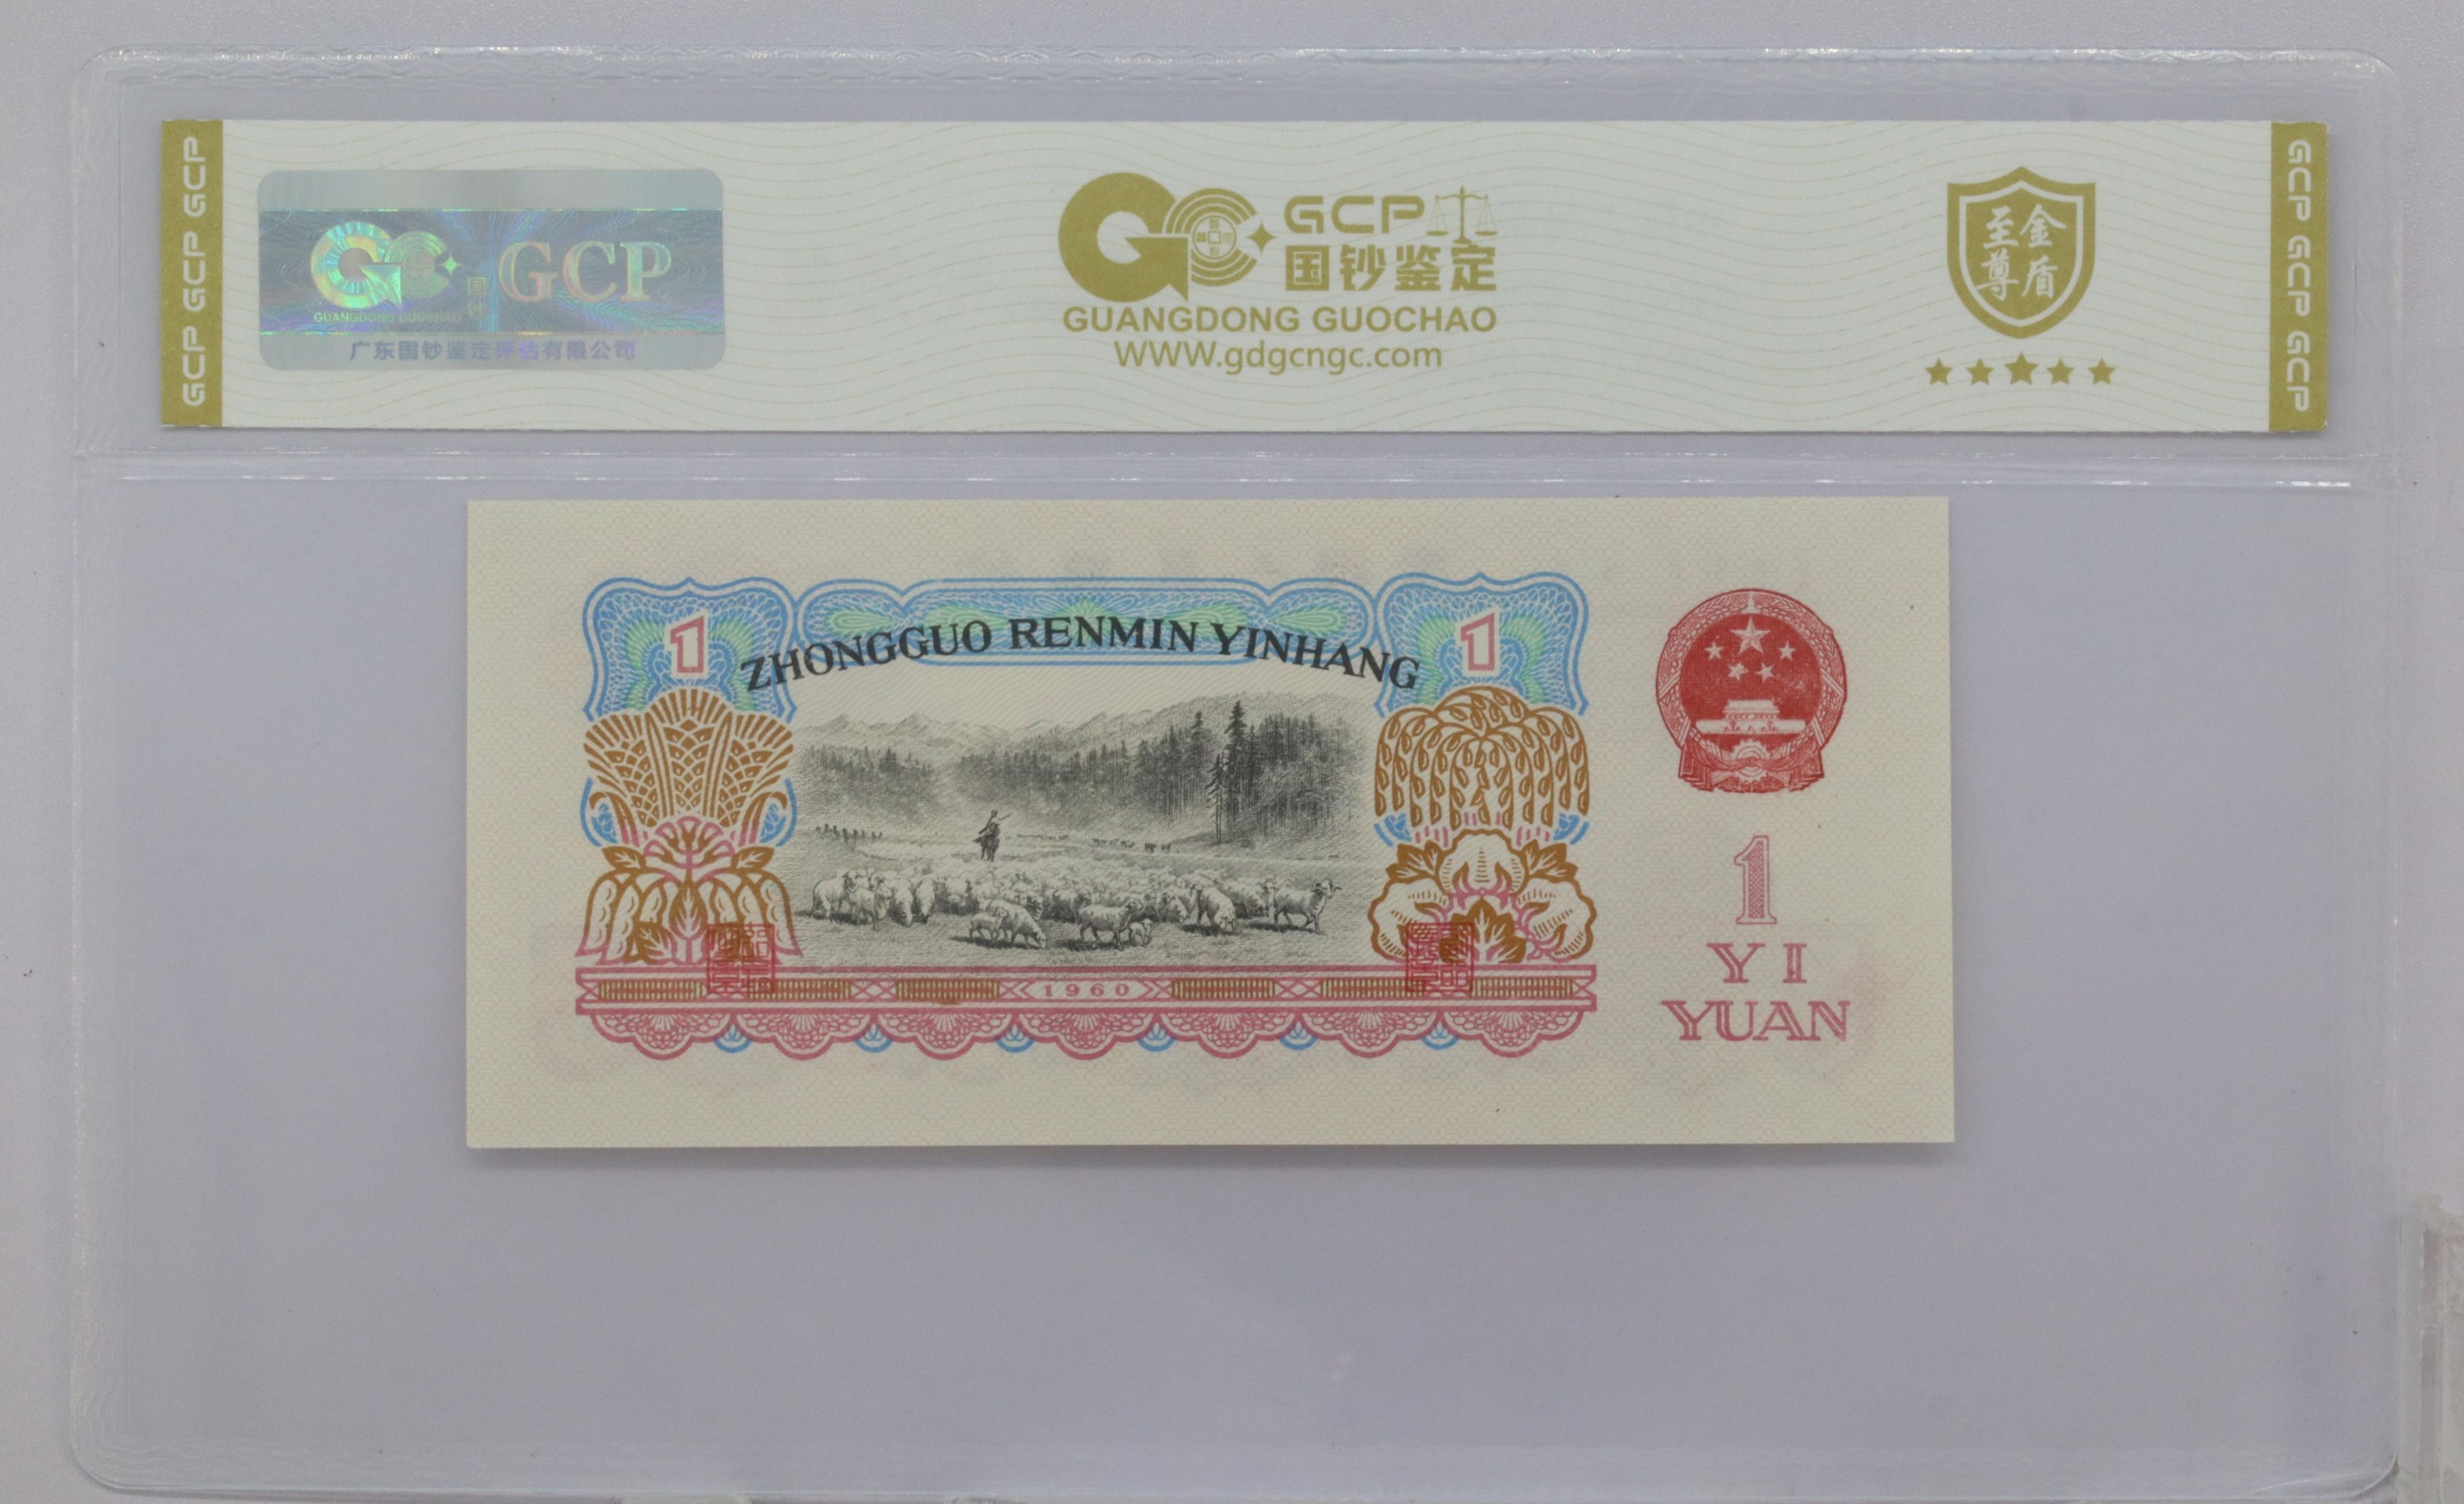 GCP GCP GCP
GCP
GUANGDONG GUOCHAO
广东国钞鉴定评估有限公司
GCP
国钞鉴定
GUANGDONG GUOCHAO
WWW.gdgcngc.com
至金
尊盾
GCP GCP GCP
1
1
ZHONGGUO RENMIN YINHANG
1960
1
YI
YUAN